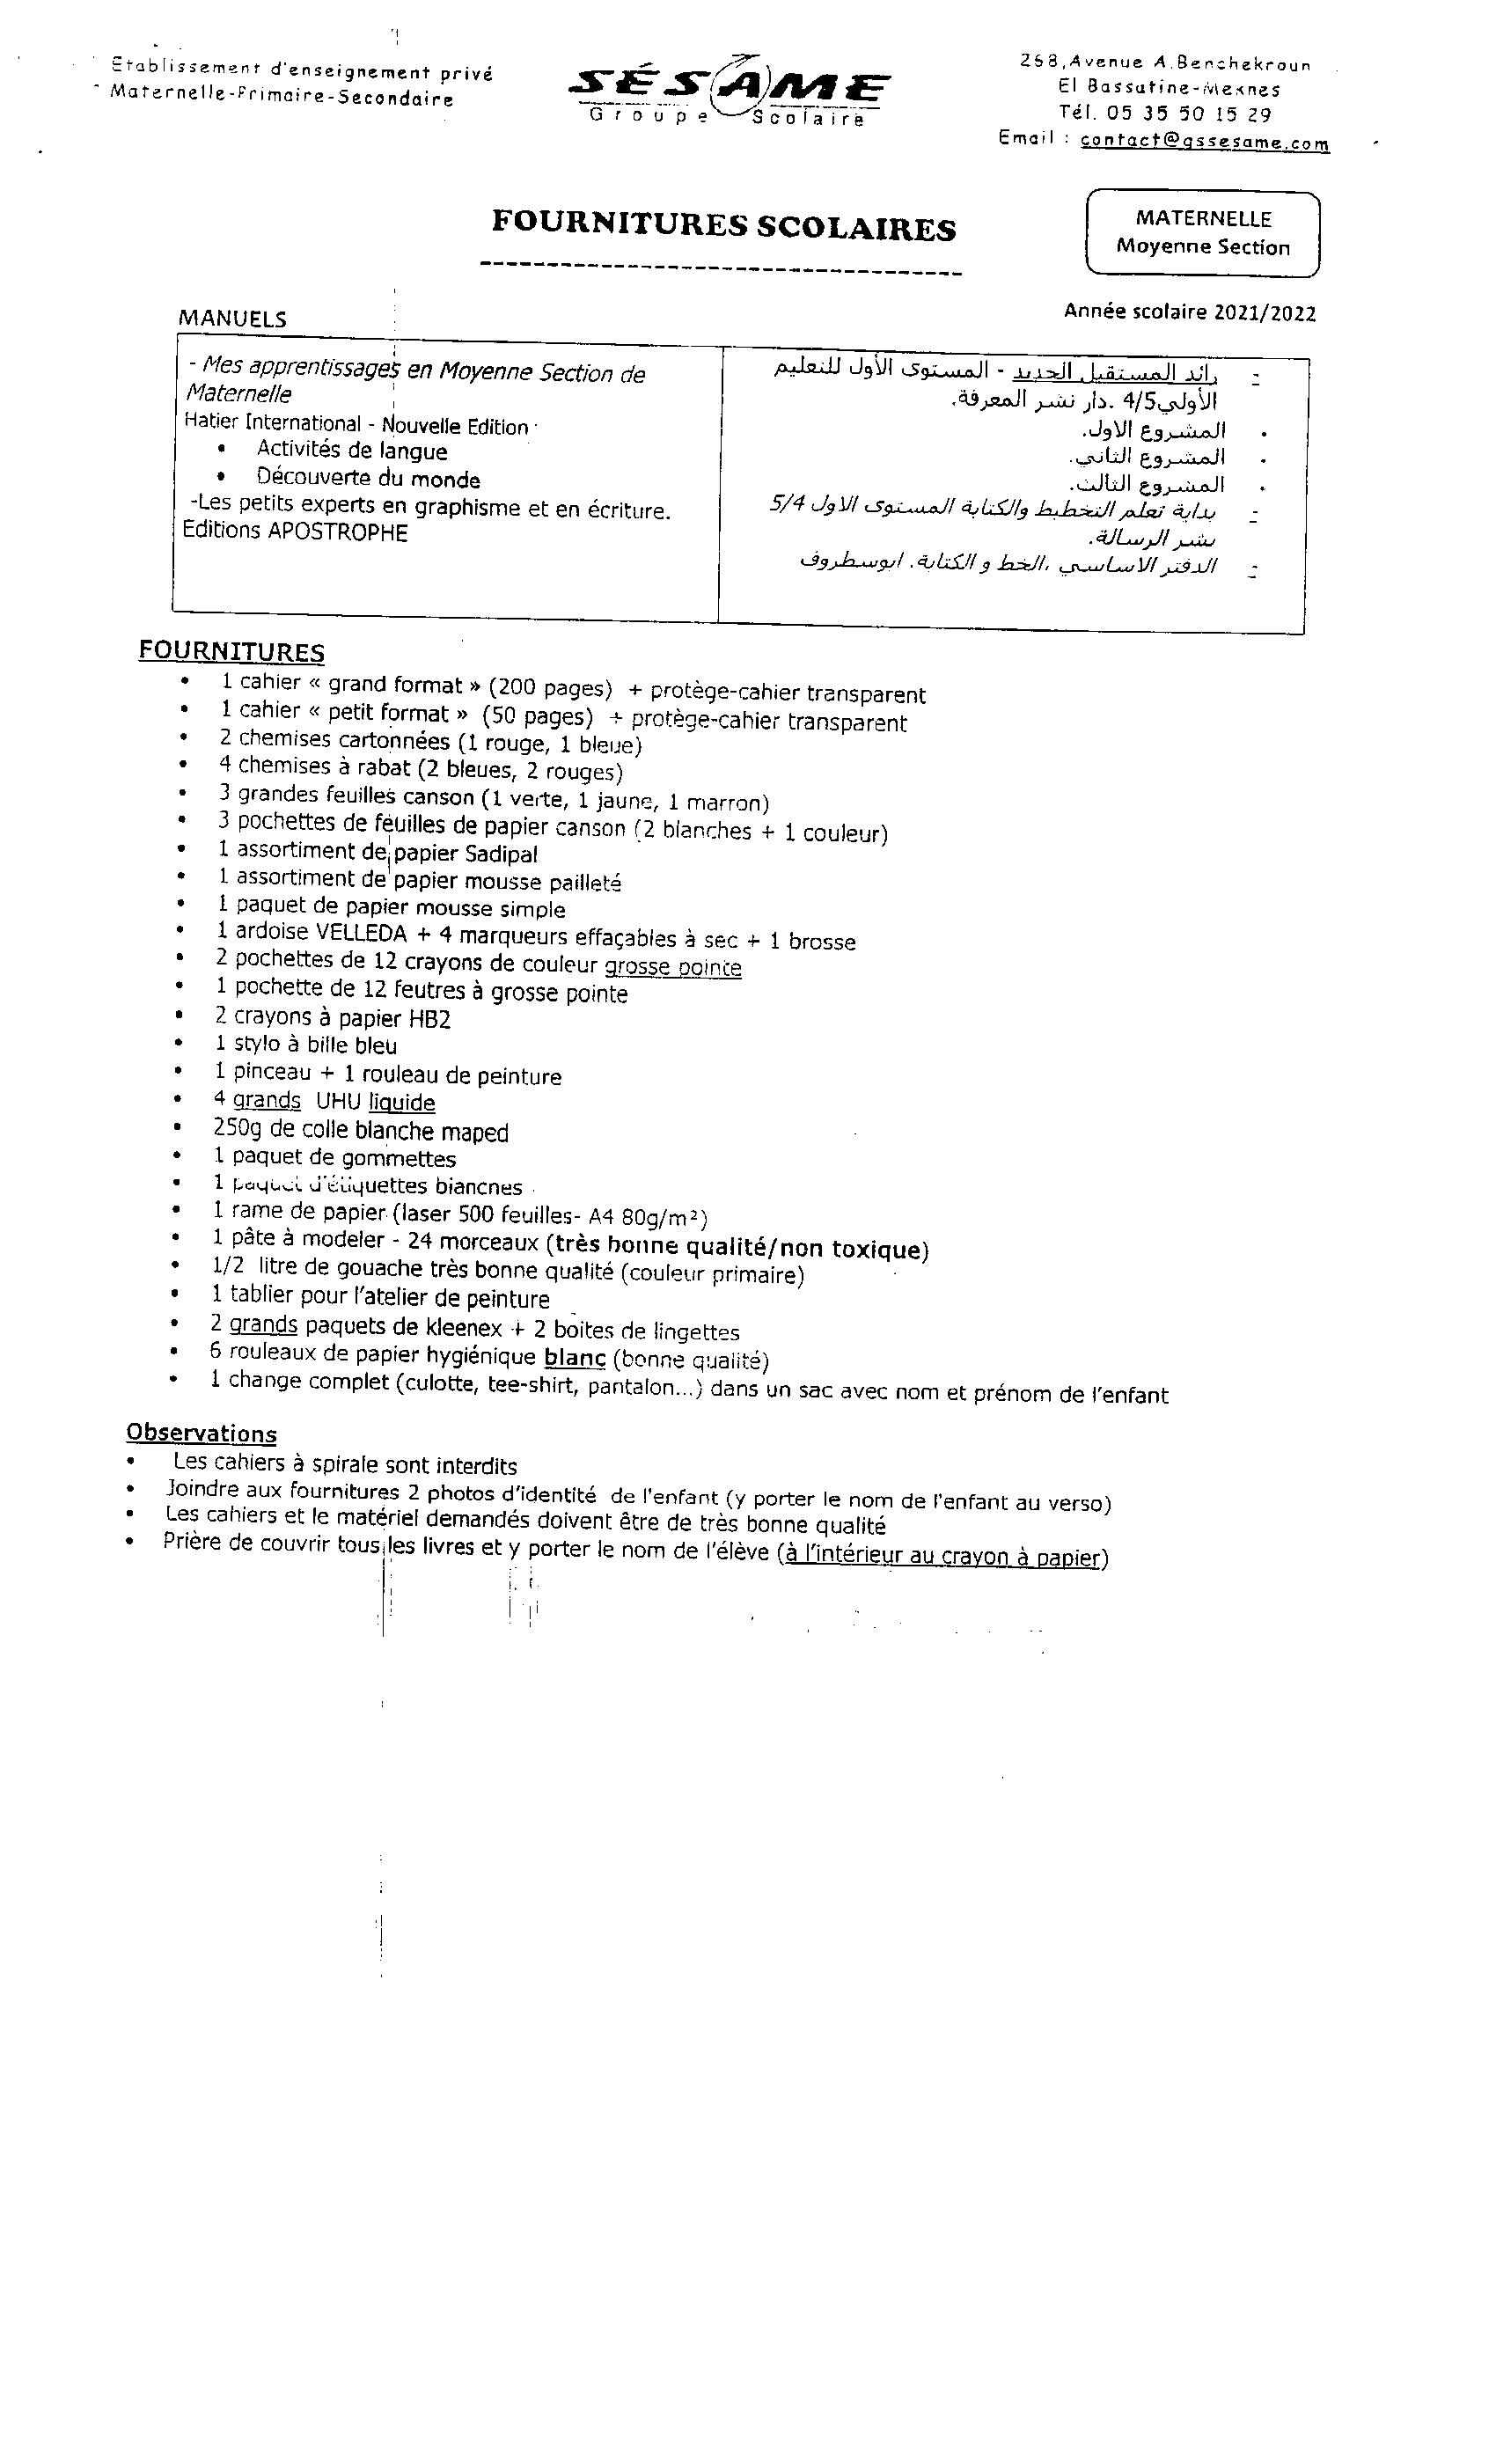 Etablissement d'enseignement privé
Maternelle-Primaire-Secondaire
SÉSAME
Groupe Scolaire
268,Avenue A.Benchekroun
El Bassatine-Meknes
Tél. 05 35 50 15 29
Email : contact@gssesame.com
FOURNITURES SCOLAIRES
MATERNELLE
Moyenne Section
Année scolaire 2021/2022
MANUELS
- Mes apprentissages en Moyenne Section de
Maternelle
Hatier International - Nouvelle Edition
• Activités de langue
• Découverte du monde
-Les petits experts en graphisme et en écriture.
Editions APOSTROPHE
- رائد المستقبل الجديد - المستوى الأول للتعليم
الأولي4/5 .دار نشر المعرفة.
• المشروع الاول.
• المشروع الثاني.
• المشروع الثالث.
- بداية تعلم التخطيط والكتابة المستوى الاول 5/4
نشر الرسالة.
- الدفتر الاساسي ،الخط و الكتابة. ابوسطروف
FOURNITURES
• 1 cahier « grand format » (200 pages) + protège-cahier transparent
• 1 cahier « petit format » (50 pages) + protège-cahier transparent
• 2 chemises cartonnées (1 rouge, 1 bleue)
• 4 chemises à rabat (2 bleues, 2 rouges)
• 3 grandes feuilles canson (1 verte, 1 jaune, 1 marron)
• 3 pochettes de feuilles de papier canson (2 blanches + 1 couleur)
• 1 assortiment de papier Sadipal
• 1 assortiment de papier mousse pailleté
• 1 paquet de papier mousse simple
• 1 ardoise VELLEDA + 4 marqueurs effaçables à sec + 1 brosse
• 2 pochettes de 12 crayons de couleur grosse pointe
• 1 pochette de 12 feutres à grosse pointe
• 2 crayons à papier HB2
• 1 stylo à bille bleu
• 1 pinceau + 1 rouleau de peinture
• 4 grands UHU liquide
• 250g de colle blanche maped
• 1 paquet de gommettes
• 1 paquet d'étiquettes blanches
• 1 rame de papier (laser 500 feuilles- A4 80g/m²)
• 1 pâte à modeler - 24 morceaux (très bonne qualité/non toxique)
• 1/2 litre de gouache très bonne qualité (couleur primaire)
• 1 tablier pour l'atelier de peinture
• 2 grands paquets de kleenex + 2 boites de lingettes
• 6 rouleaux de papier hygiénique blanc (bonne qualité)
• 1 change complet (culotte, tee-shirt, pantalon...) dans un sac avec nom et prénom de l'enfant
Observations
• Les cahiers à spirale sont interdits
• Joindre aux fournitures 2 photos d'identité de l'enfant (y porter le nom de l'enfant au verso)
• Les cahiers et le matériel demandés doivent être de très bonne qualité
• Prière de couvrir tous les livres et y porter le nom de l'élève (à l'intérieur au crayon à papier)